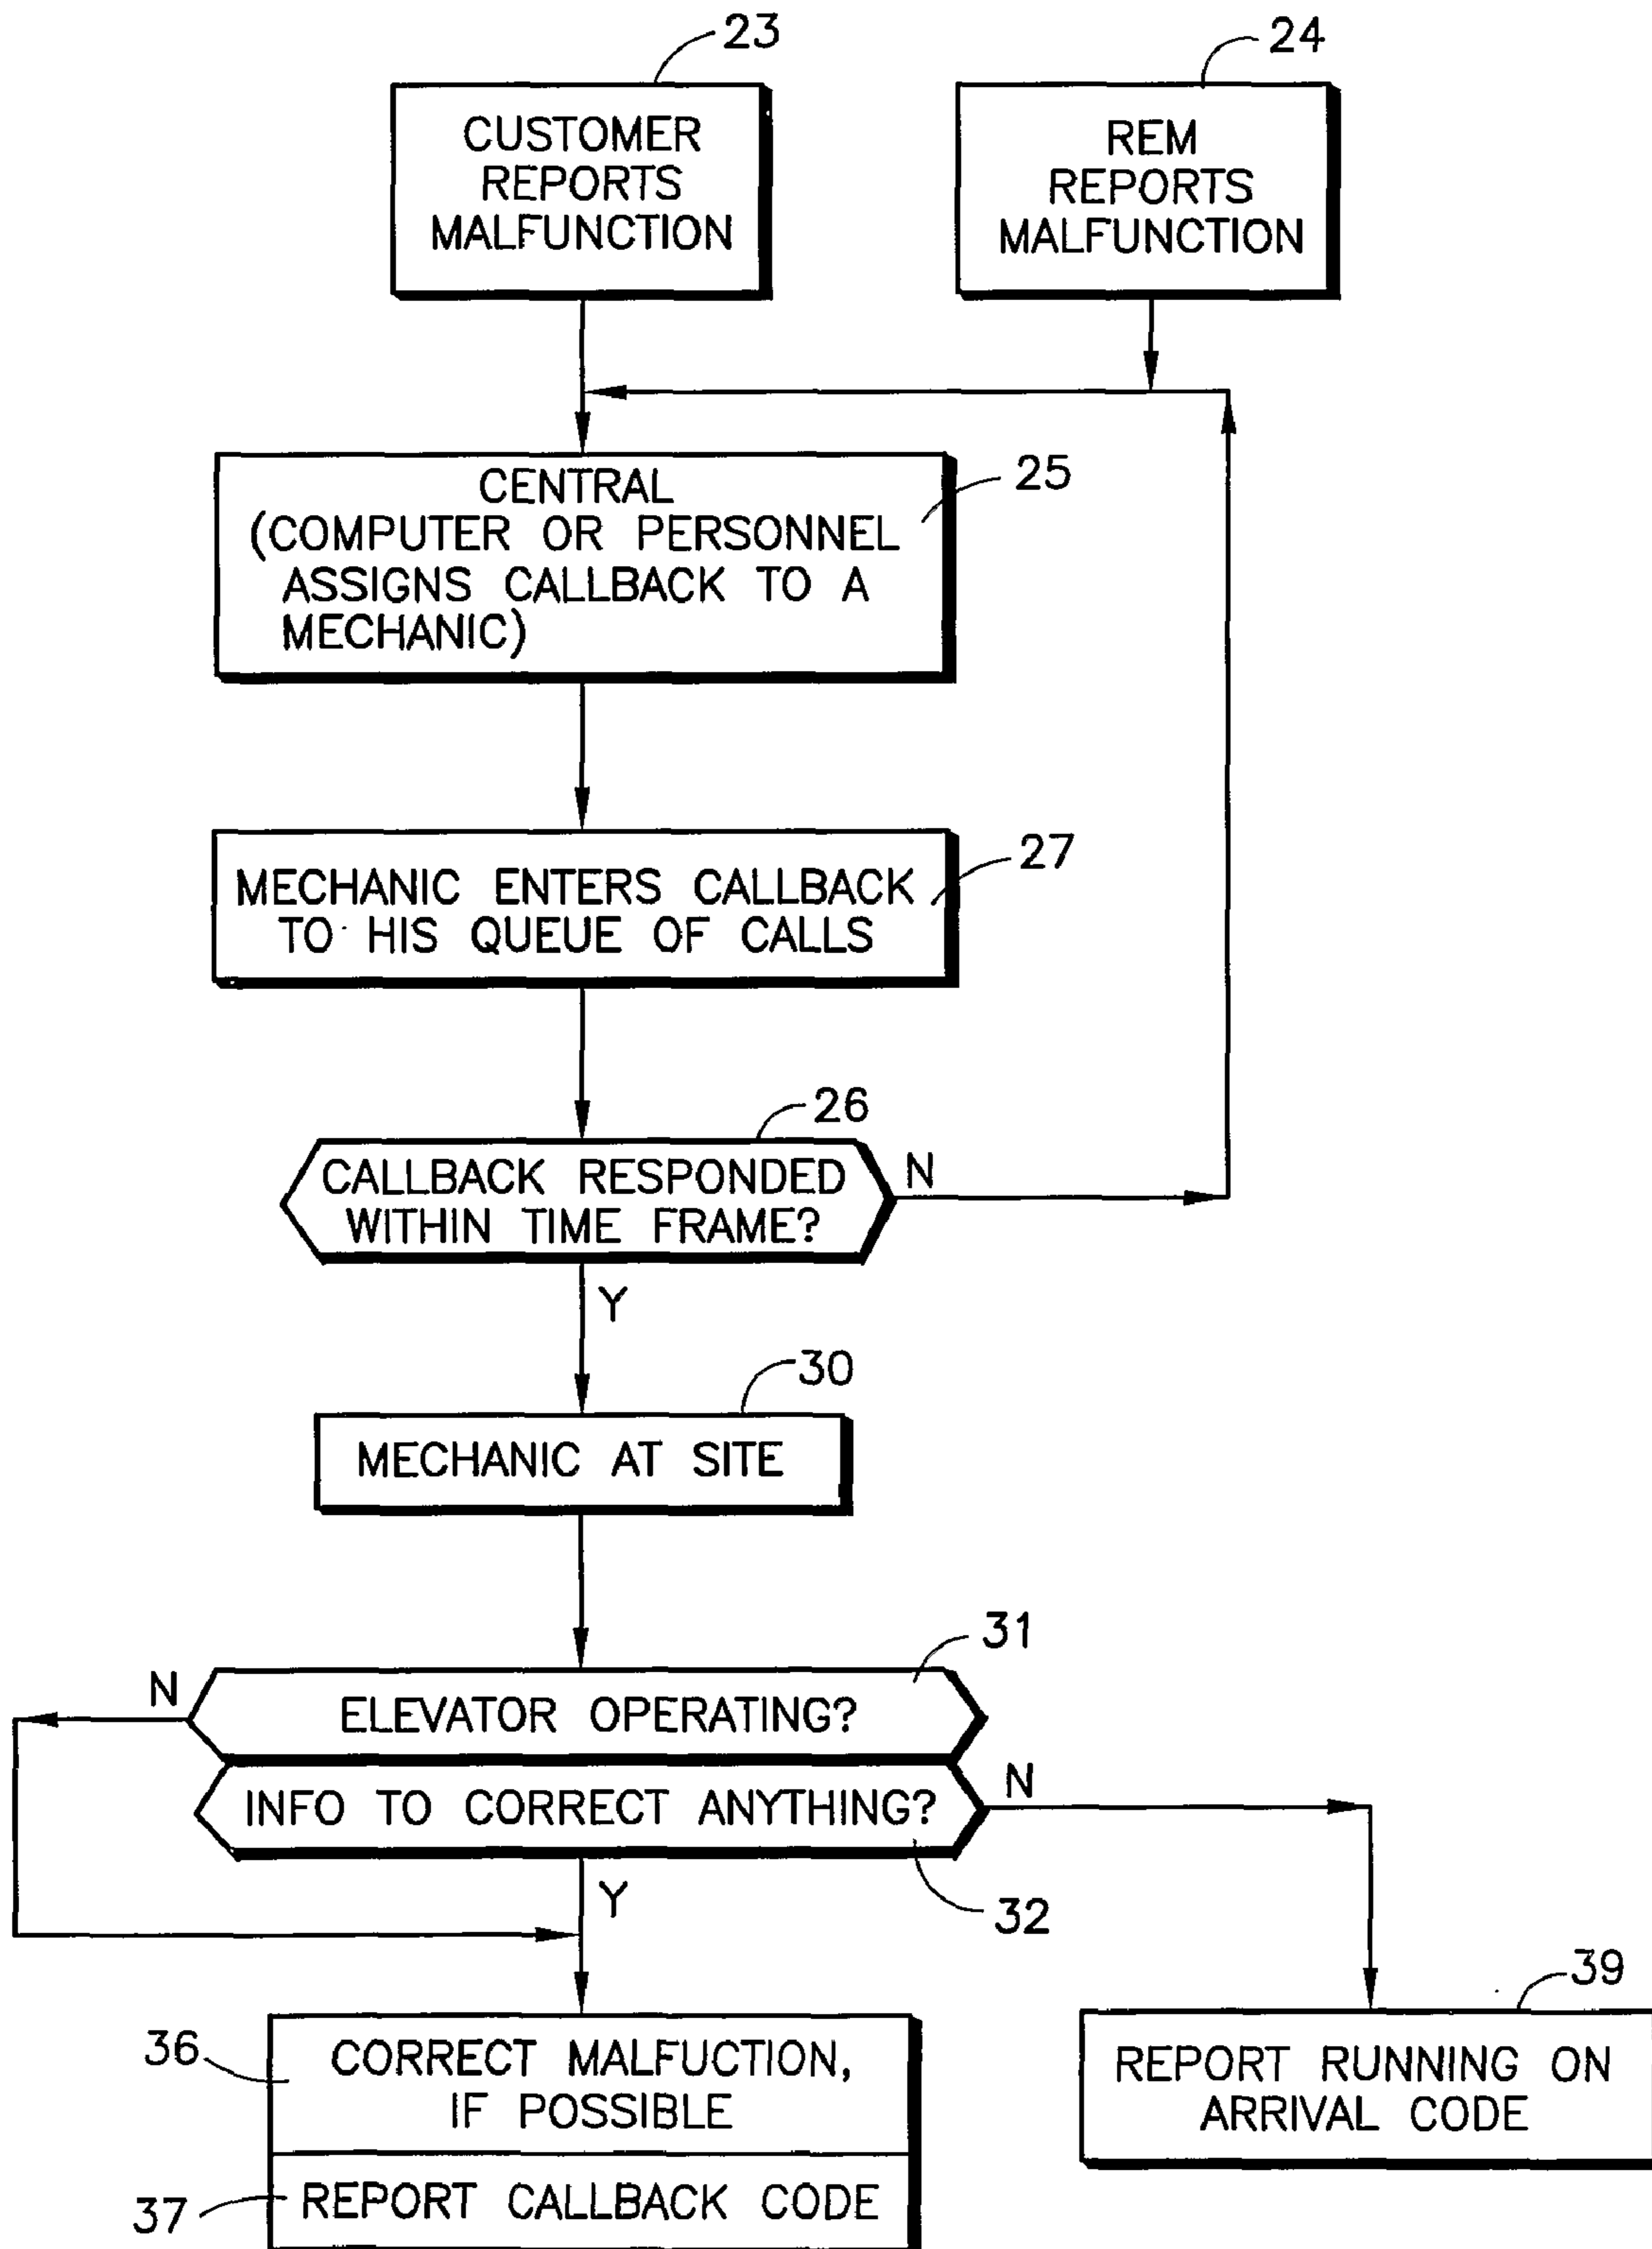 23
CUSTOMER
REPORTS
MALFUNCTION
24
REM
REPORTS
MALFUNCTION
CENTRAL
(COMPUTER OR PERSONNEL
ASSIGNS CALLBACK TO A
MECHANIC)
25
MECHANIC ENTERS CALLBACK
TO HIS QUEUE OF CALLS
27
26
CALLBACK RESPONDED
WITHIN TIME FRAME?
N
Y
30
MECHANIC AT SITE
31
N
ELEVATOR OPERATING?
INFO TO CORRECT ANYTHING?
N
Y
32
36
CORRECT MALFUCTION,
IF POSSIBLE
37
REPORT CALLBACK CODE
39
REPORT RUNNING ON
ARRIVAL CODE